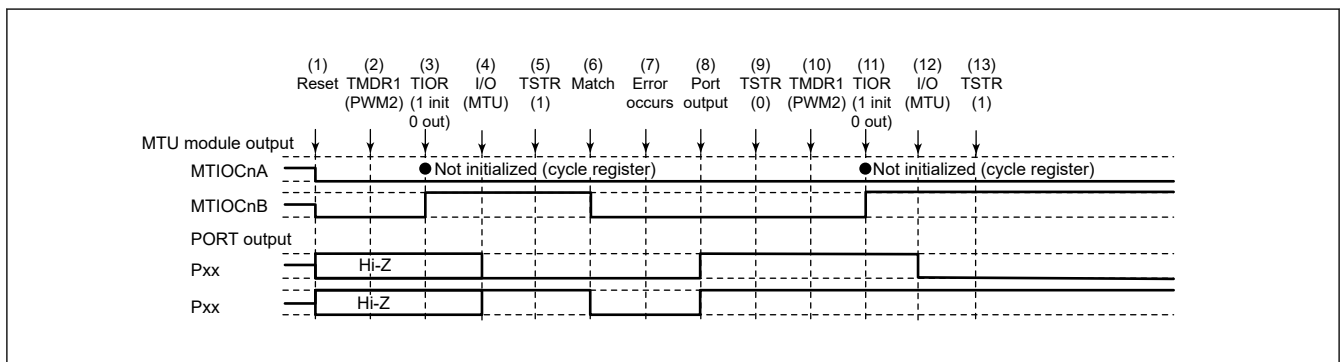 (1) (2) (3) (4) (5) (6) (7) (8) (9) (10) (11) (12) (13)
Reset TMDR1 TIOR I/O TSTR Match Error Port TSTR TMDR1 TIOR I/O TSTR
(PWM2) (1 init (MTU) (1) occurs output (0) (PWM2) (1 init (MTU) (1)
0 out) 0 out)
MTU module output
MTIOCnA ●Not initialized (cycle register) ●Not initialized (cycle register)
MTIOCnB
PORT output
Pxx Hi-Z
Pxx Hi-Z